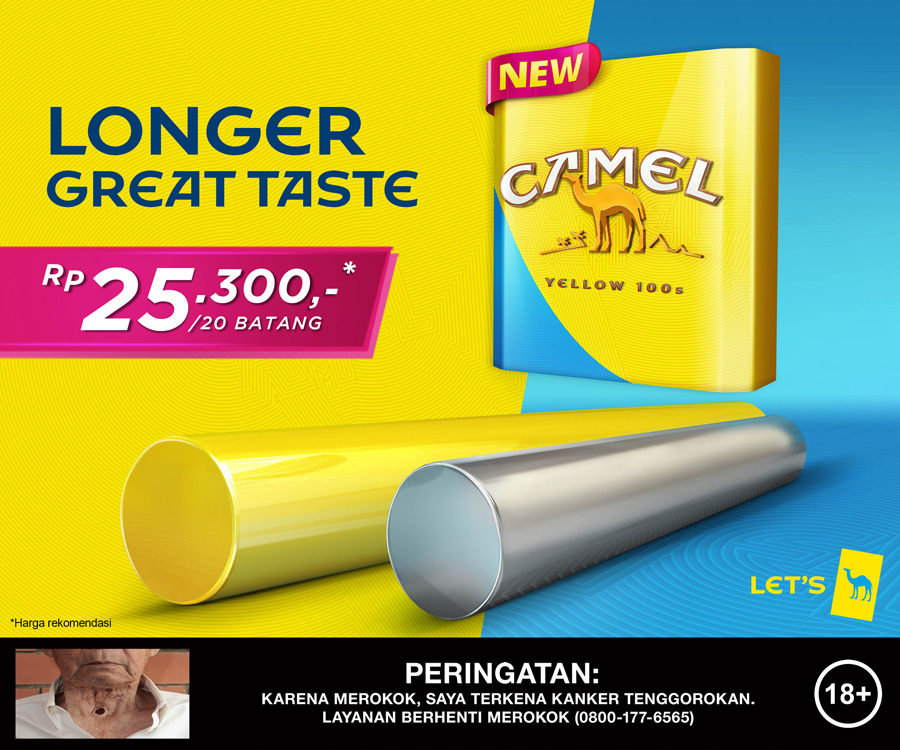 LONGER
GREAT TASTE
Rp 25.300,-*
/20 BATANG
NEW
CAMEL
YELLOW 100s
LET'S
*Harga rekomendasi
PERINGATAN:
KARENA MEROKOK, SAYA TERKENA KANKER TENGGOROKAN.
LAYANAN BERHENTI MEROKOK (0800-177-6565)
18+